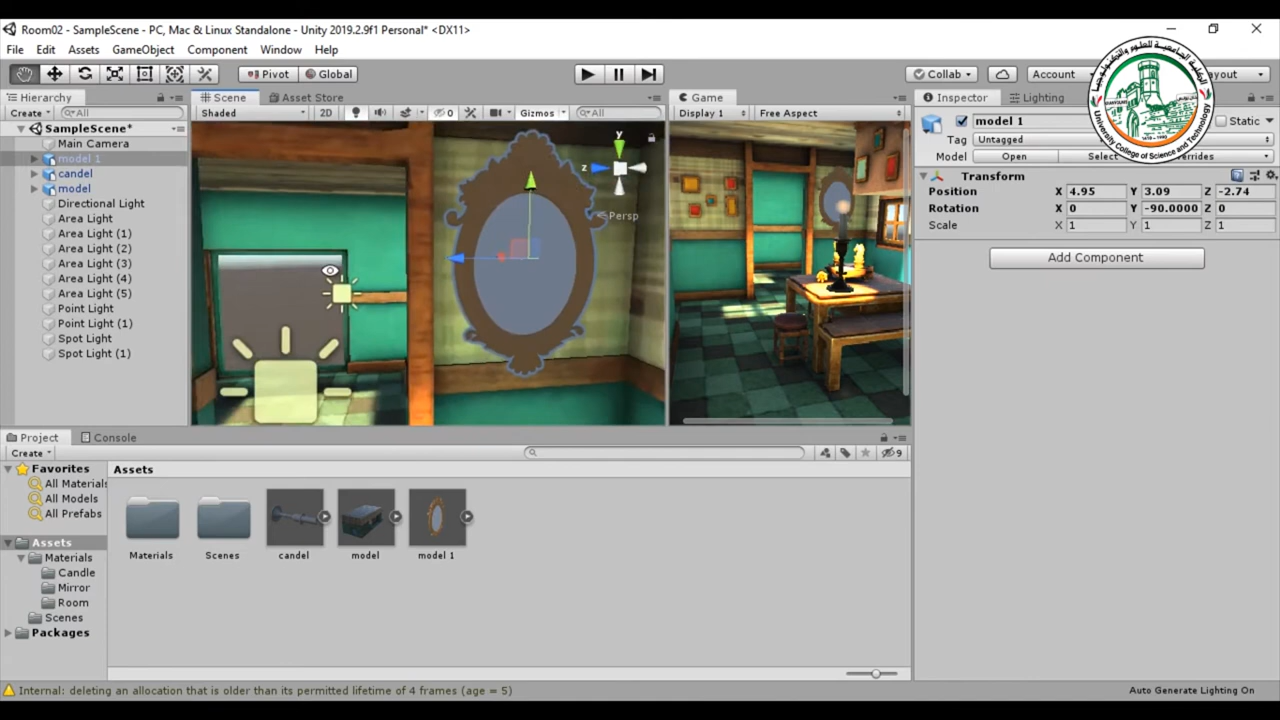 Room02 - SampleScene - PC, Mac & Linux Standalone - Unity 2019.2.9f1 Personal* <DX11>
File Edit Assets GameObject Component Window Help
Pivot Global Collab Account
Hierarchy
Create All
SampleScene*
Main Camera
model 1
candel
model
Directional Light
Area Light
Area Light (1)
Area Light (2)
Area Light (3)
Area Light (4)
Area Light (5)
Point Light
Point Light (1)
Spot Light
Spot Light (1)
Scene Asset Store
Shaded 2D 0 Gizmos All
y
z
Persp
Game
Display 1 Free Aspect
Inspector Lighting
model 1 Static
Tag Untagged
Model Open Select
Transform
Position X 4.95 Y 3.09 Z -2.74
Rotation X 0 Y -90.0000 Z 0
Scale X 1 Y 1 Z 1
Add Component
University College of Science and Technology
Project Console
Create 9
Favorites
All Materials
All Models
All Prefabs
Assets
Materials
Candle
Mirror
Room
Scenes
Packages
Assets
Materials Scenes candel model model 1
Internal: deleting an allocation that is older than its permitted lifetime of 4 frames (age = 5)
Auto Generate Lighting On